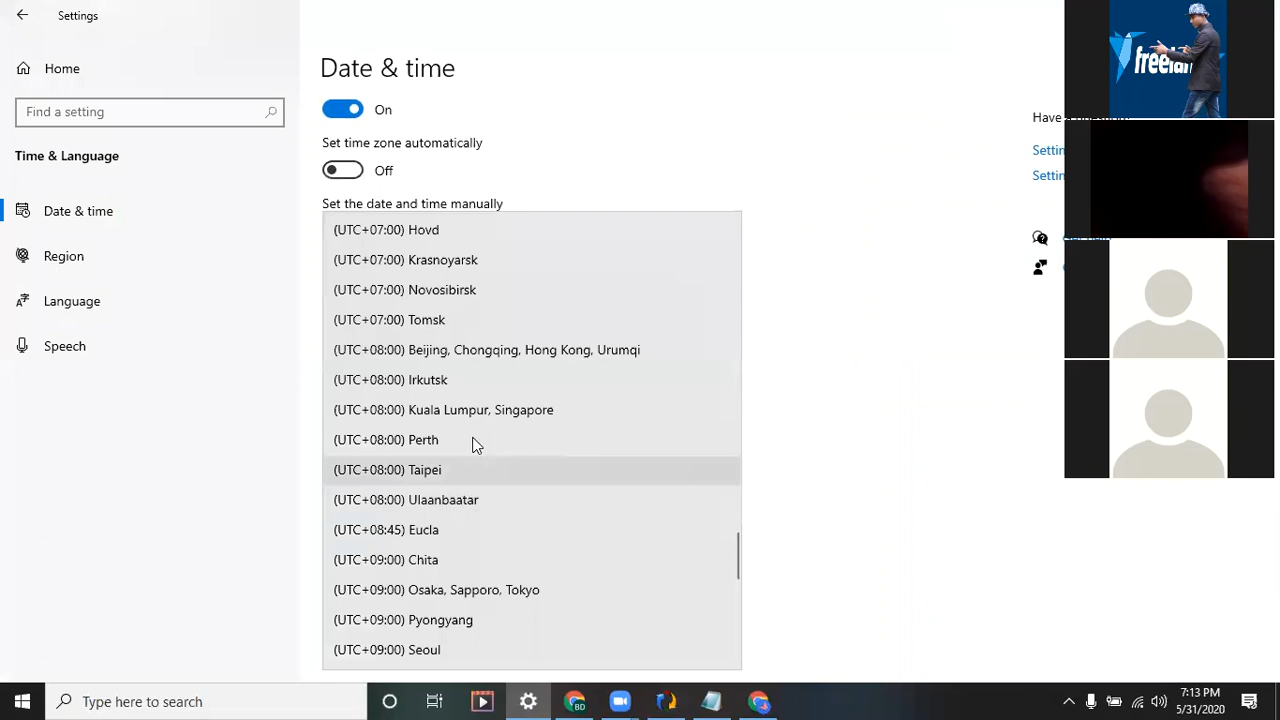 Settings
Home
Find a setting
Time & Language
Date & time
Region
Language
Speech
Date & time
On
Set time zone automatically
Off
Set the date and time manually
(UTC+07:00) Hovd
(UTC+07:00) Krasnoyarsk
(UTC+07:00) Novosibirsk
(UTC+07:00) Tomsk
(UTC+08:00) Beijing, Chongqing, Hong Kong, Urumqi
(UTC+08:00) Irkutsk
(UTC+08:00) Kuala Lumpur, Singapore
(UTC+08:00) Perth
(UTC+08:00) Taipei
(UTC+08:00) Ulaanbaatar
(UTC+08:45) Eucla
(UTC+09:00) Chita
(UTC+09:00) Osaka, Sapporo, Tokyo
(UTC+09:00) Pyongyang
(UTC+09:00) Seoul
Have
Settin
Settin
freelan
Type here to search
BD
7:13 PM
5/31/2020